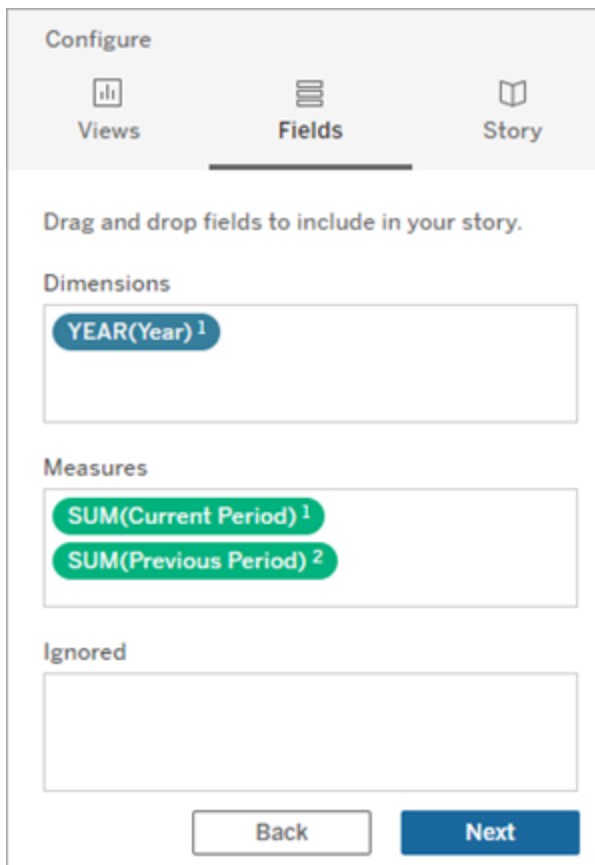 Configure
Views Fields Story
Drag and drop fields to include in your story.
Dimensions
YEAR(Year) 1
Measures
SUM(Current Period) 1
SUM(Previous Period) 2
Ignored
Back Next